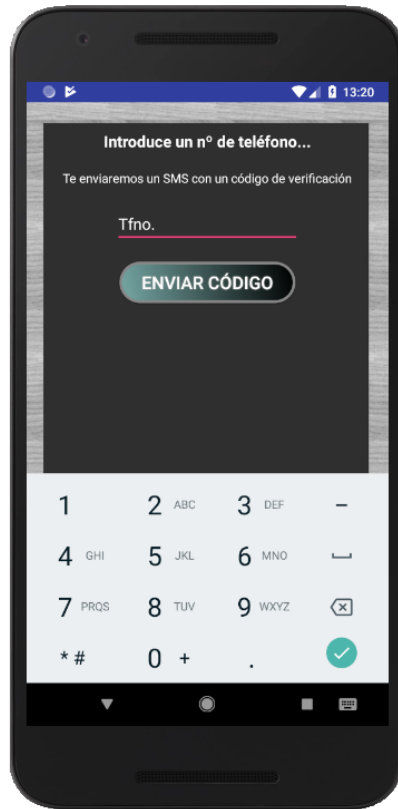 13:20
Introduce un nº de teléfono...
Te enviaremos un SMS con un código de verificación
Tfno.
ENVIAR CÓDIGO
1 2 ABC 3 DEF –
4 GHI 5 JKL 6 MNO
7 PRQS 8 TUV 9 WXYZ
* # 0 + .